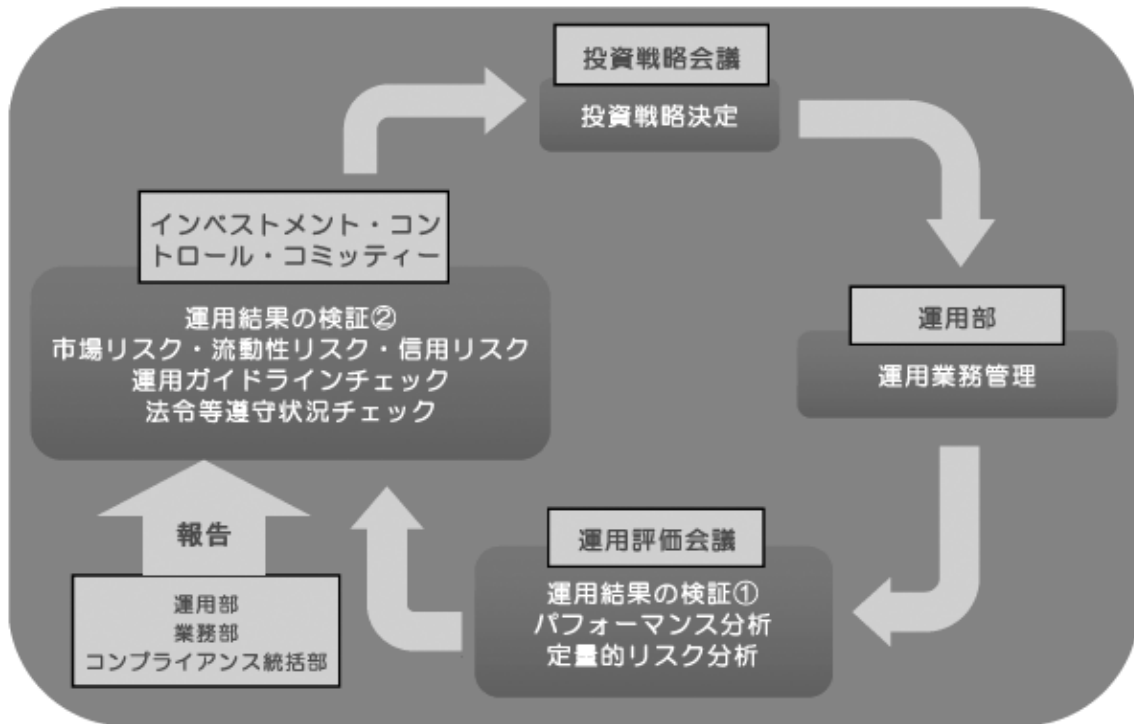 投資戦略会議
投資戦略決定
インベストメント・コン
トロール・コミッティー
運用結果の検証②
市場リスク・流動性リスク・信用リスク
運用ガイドラインチェック
法令等遵守状況チェック
運用部
運用業務管理
報告
運用部
業務部
コンプライアンス統括部
運用評価会議
運用結果の検証①
パフォーマンス分析
定量的リスク分析